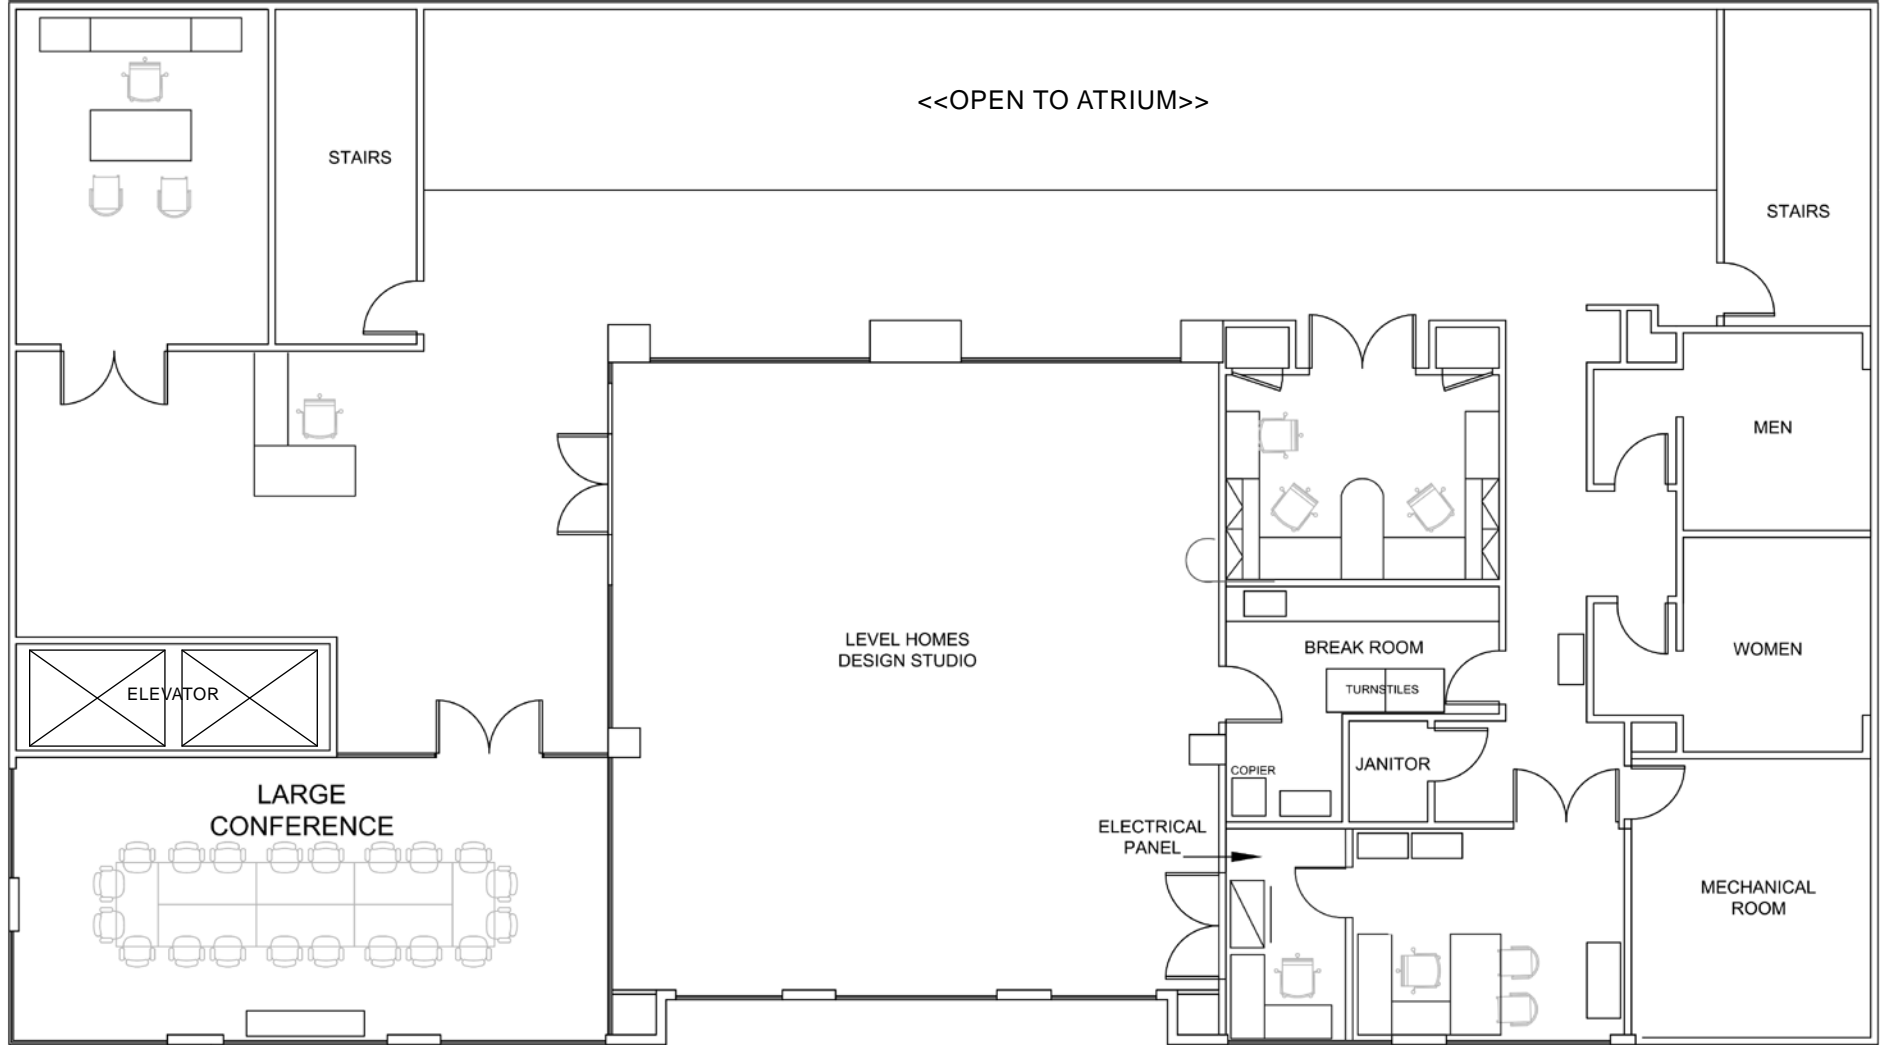 <<OPEN TO ATRIUM>>
STAIRS
STAIRS
MEN
LEVEL HOMES
DESIGN STUDIO
BREAK ROOM
WOMEN
TURNSTILES
ELEVATOR
JANITOR
COPIER
LARGE
CONFERENCE
ELECTRICAL
PANEL
MECHANICAL
ROOM